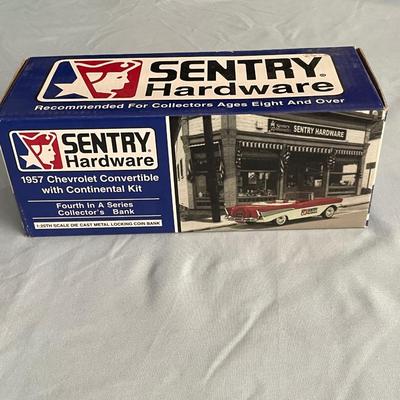 SENTRY®
Hardware
Recommended For Collectors Ages Eight And Over
SENTRY®
Hardware
1957 Chevrolet Convertible
with Continental Kit
Fourth In A Series
Collector's Bank
1:25TH SCALE DIE CAST METAL LOCKING COIN BANK
SENTRY HARDWARE